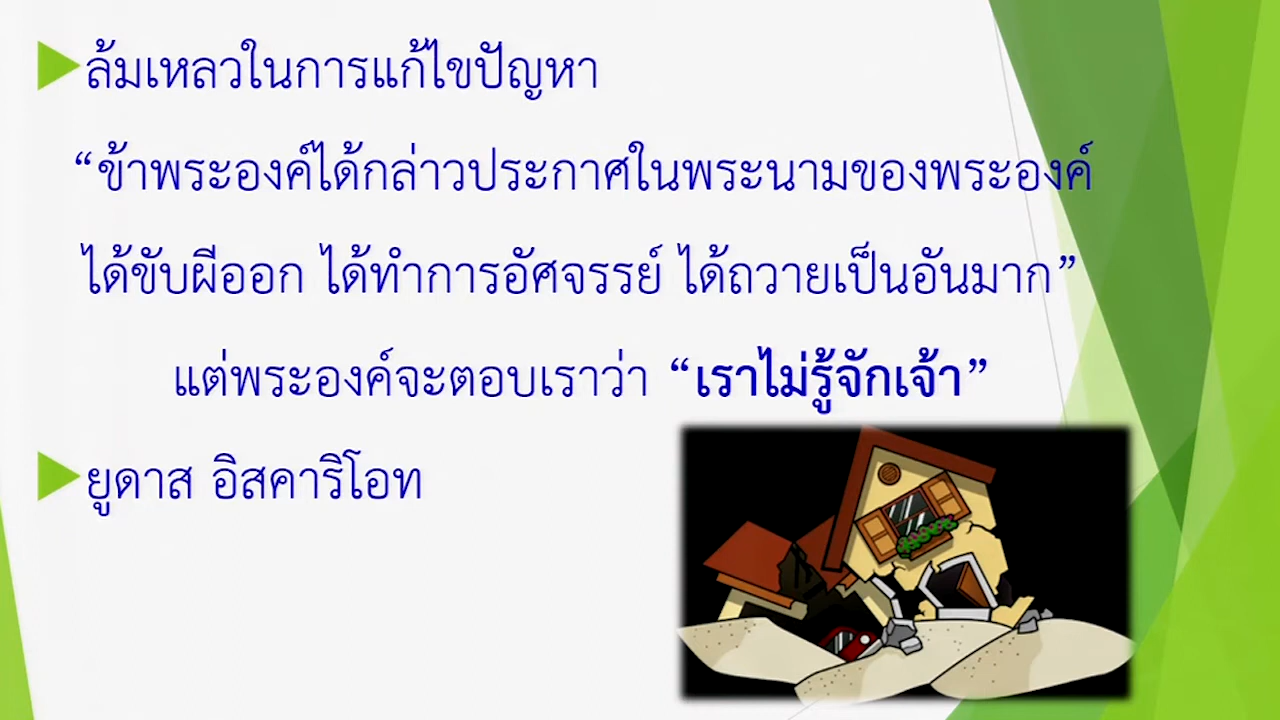 ล้มเหลวในการแก้ไขปัญหา
“ข้าพระองค์ได้กล่าวประกาศในพระนามของพระองค์
ได้ขับผีออก ได้ทำการอัศจรรย์ ได้ถวายเป็นอันมาก”
แต่พระองค์จะตอบเราว่า “เราไม่รู้จักเจ้า”
ยูดาส อิสคาริโอท